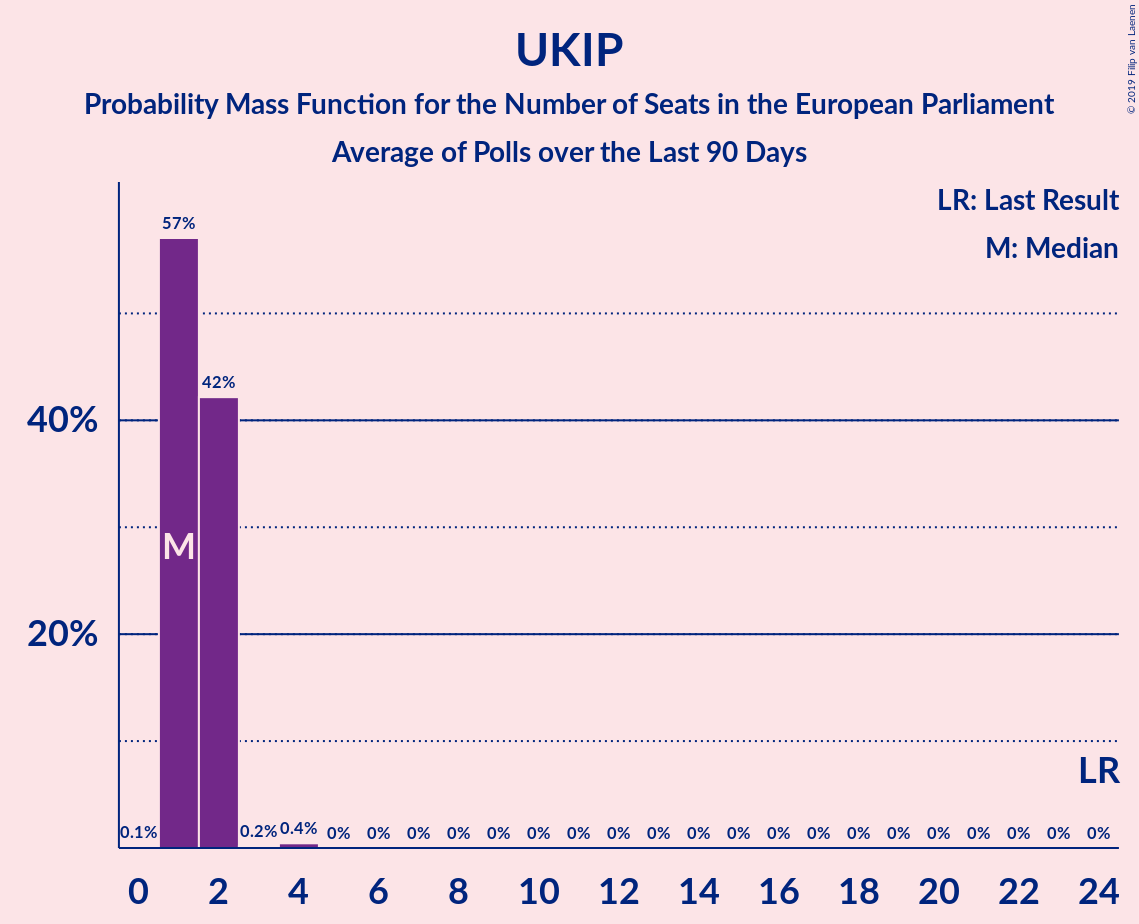 UKIP
Probability Mass Function for the Number of Seats in the European Parliament
Average of Polls over the Last 90 Days
© 2019 Filip van Laenen
LR: Last Result
M: Median
57%
42%
40%
M
20%
LR
0.1% 0.2% 0.4% 0% 0% 0% 0% 0% 0% 0% 0% 0% 0% 0% 0% 0% 0% 0% 0% 0% 0% 0% 0%
0 2 4 6 8 10 12 14 16 18 20 22 24